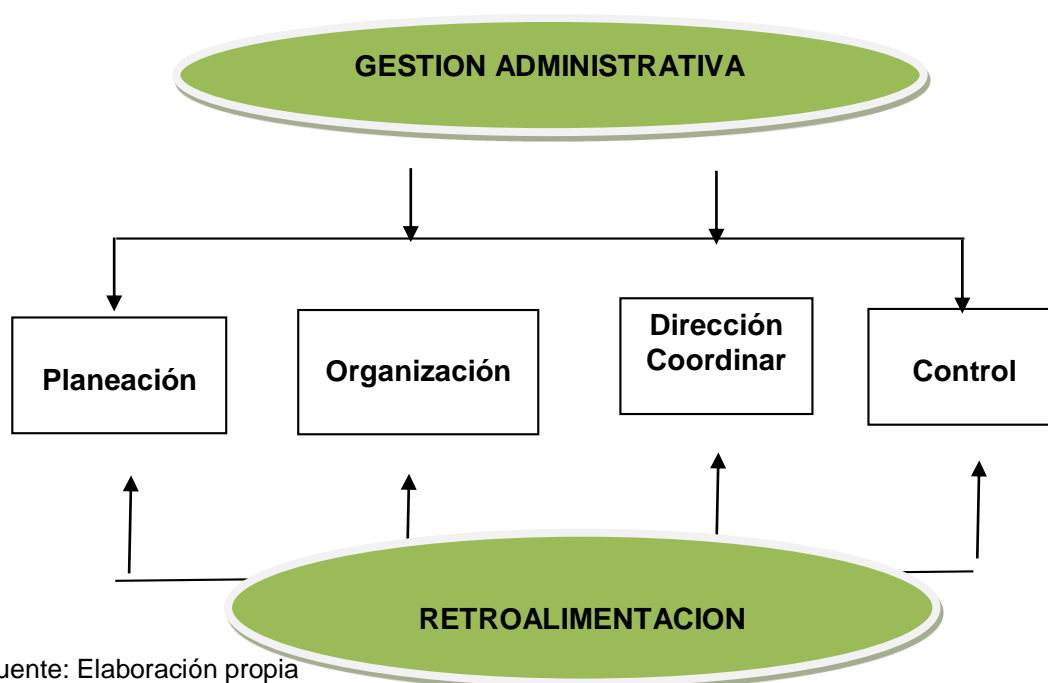 GESTION ADMINISTRATIVA
Planeación
Organización
Dirección
Coordinar
Control
RETROALIMENTACION
uente: Elaboración propia